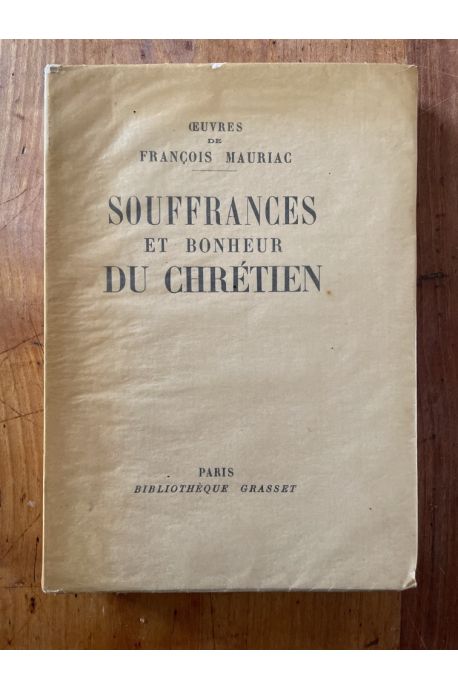 ŒUVRES
DE
FRANÇOIS MAURIAC
SOUFFRANCES
ET BONHEUR
DU CHRÉTIEN
PARIS
BIBLIOTHÈQUE GRASSET